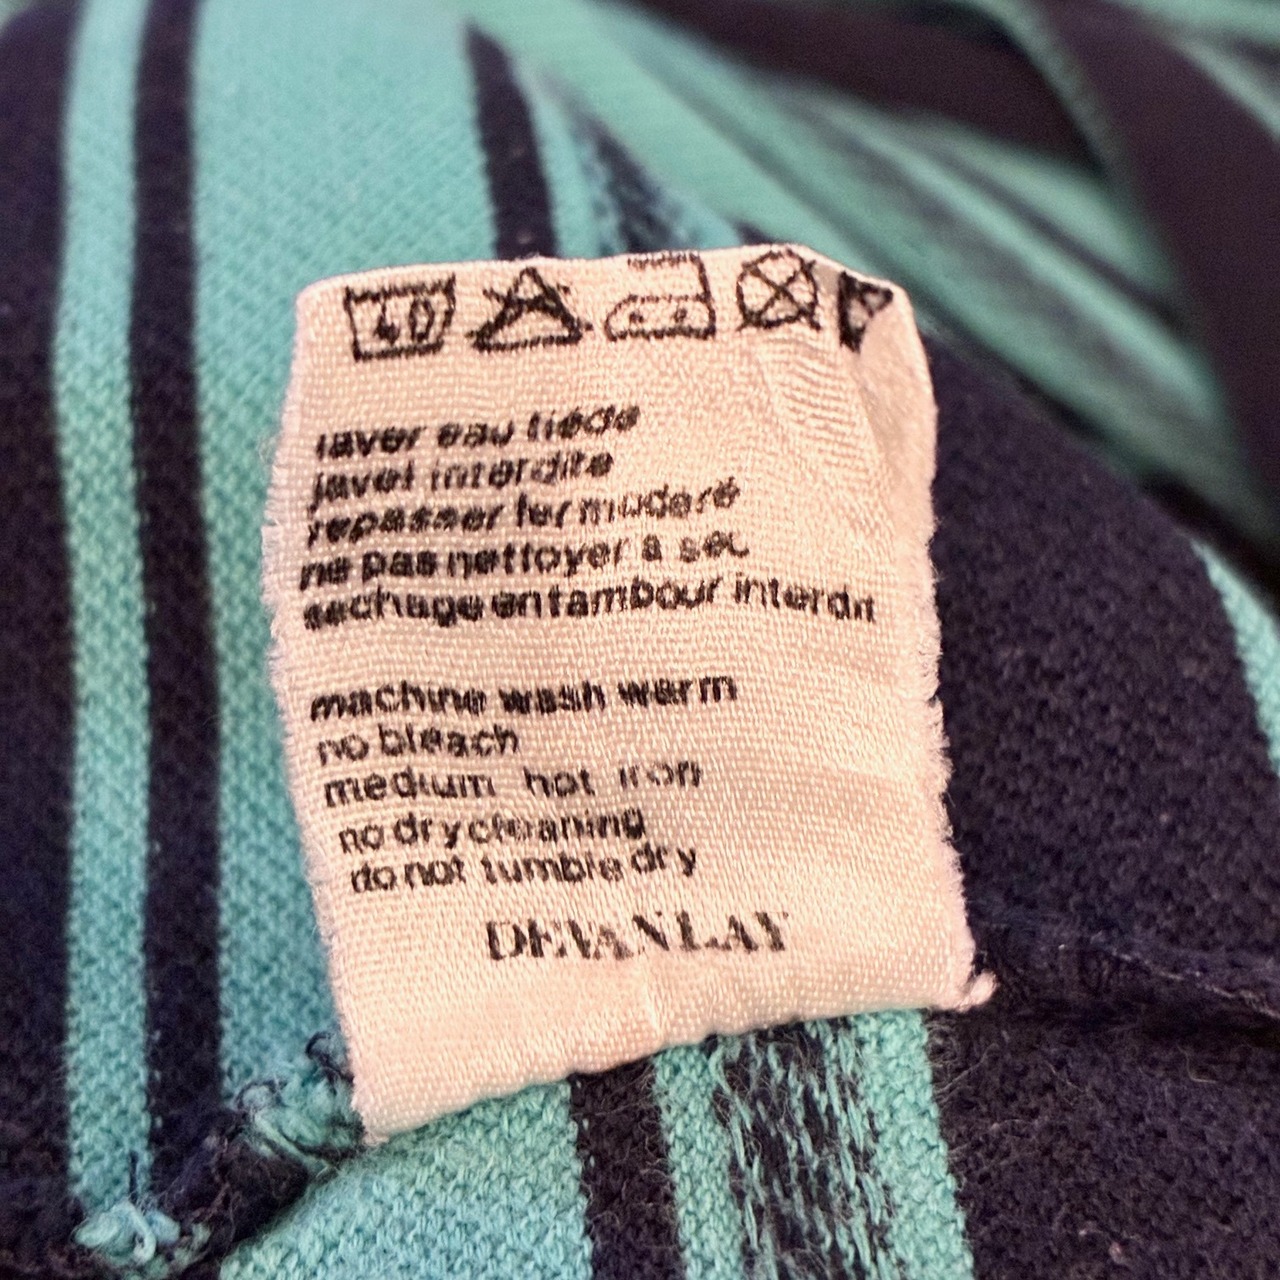 40
laver eau tiède
javel interdite
repasser fer modéré
ne pas nettoyer à sec
sechage en tambour interdit
machine wash warm
no bleach
medium hot iron
no dry cleaning
do not tumble dry
DEVANLAY